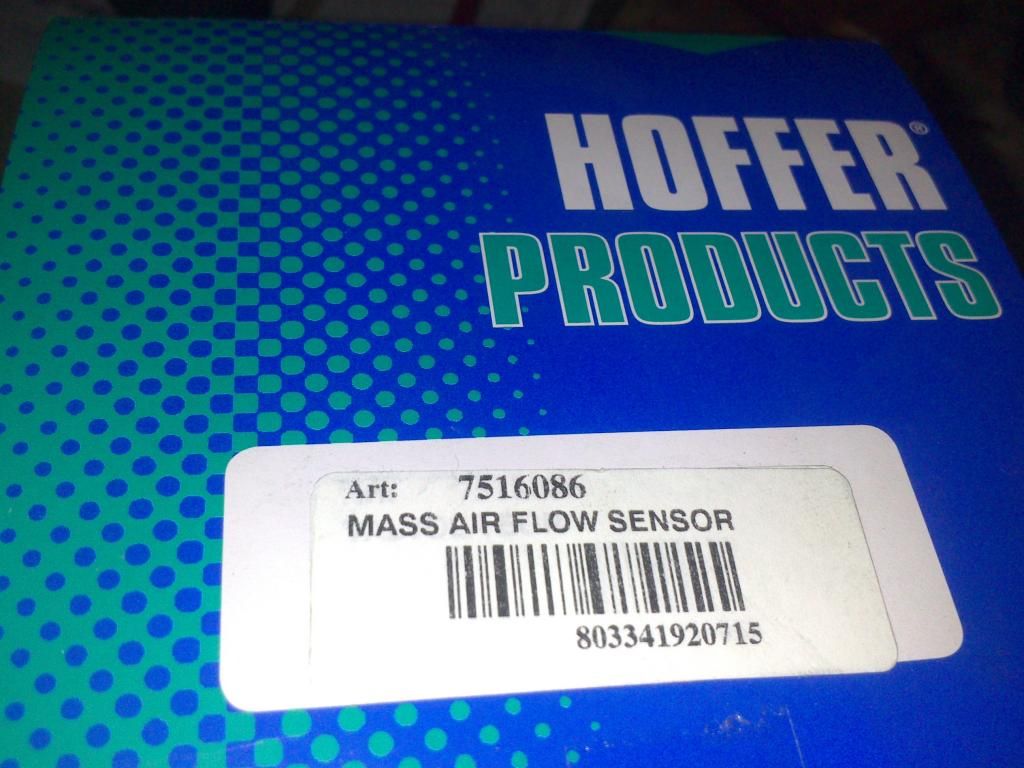 HOFFER®
PRODUCTS
Art: 7516086
MASS AIR FLOW SENSOR
803341920715